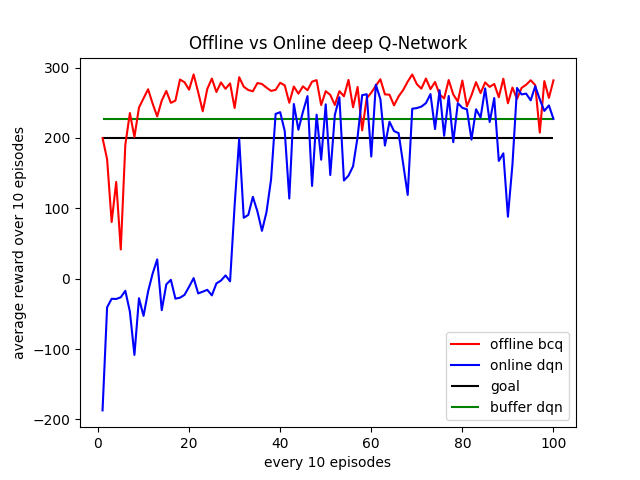 Offline vs Online deep Q-Network
average reward over 10 episodes
300
200
100
0
−100
−200
0 20 40 60 80 100
every 10 episodes
offline bcq
online dqn
goal
buffer dqn